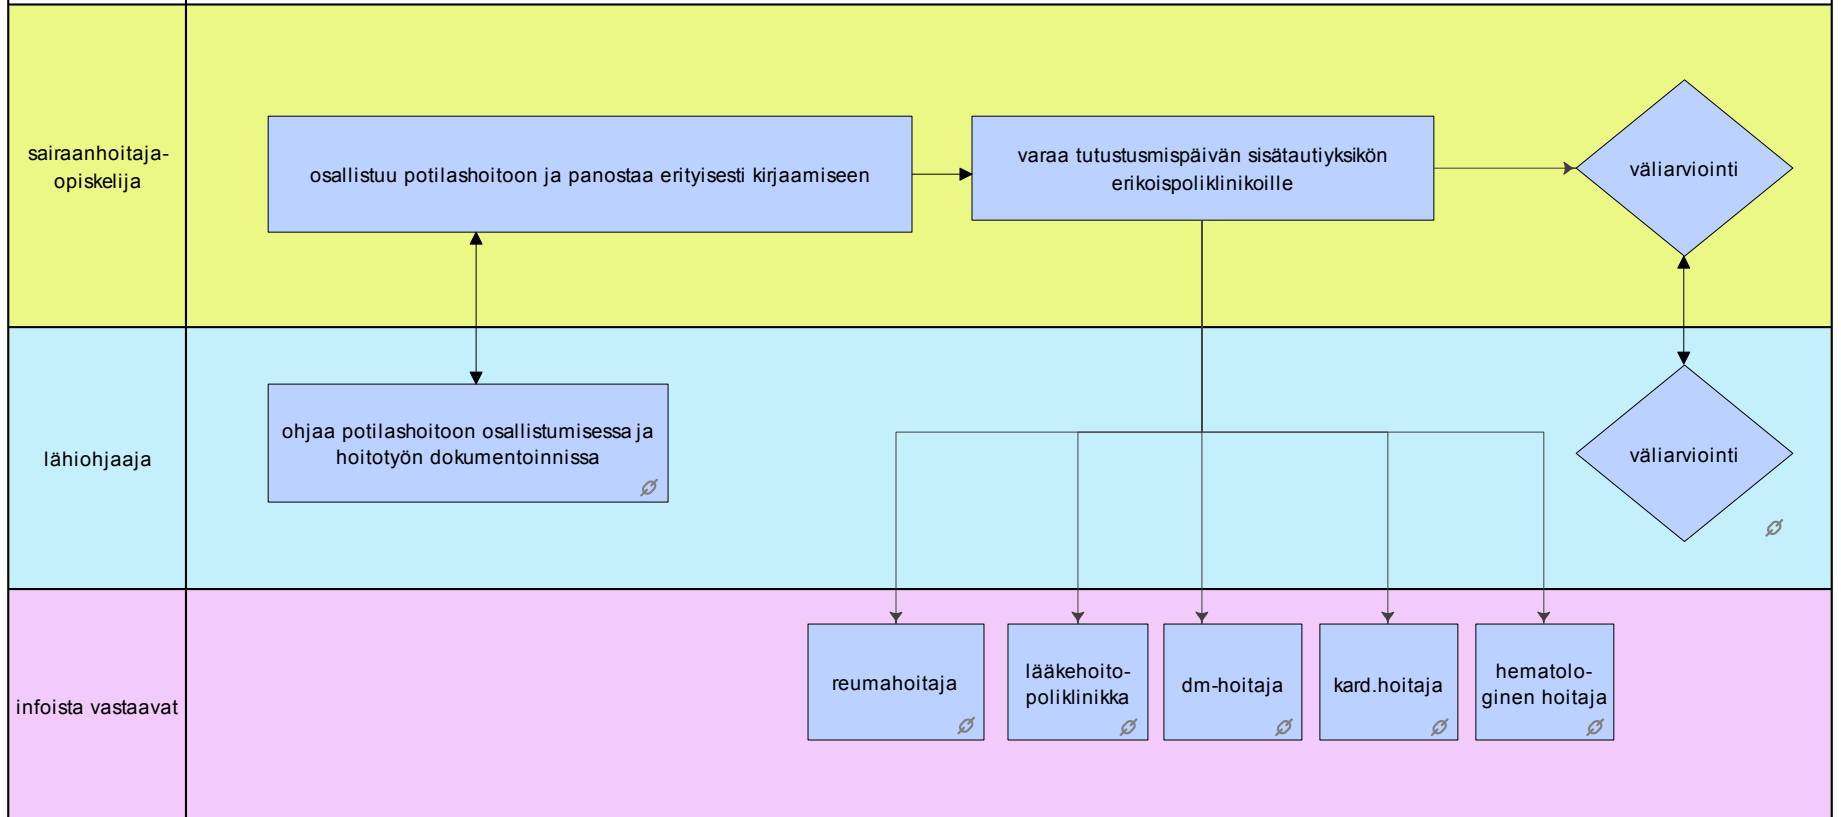 sairaanhoitaja-
opiskelija
osallistuu potilashoitoon ja panostaa erityisesti kirjaamiseen
varaa tutustusmispäivän sisätautiyksikön
erikoispoliklinikoille
väliarviointi
lähiohjaaja
ohjaa potilashoitoon osallistumisessa ja
hoitotyön dokumentoinnissa
väliarviointi
infoista vastaavat
reumahoitaja
lääkehoito-
poliklinikka
dm-hoitaja
kard.hoitaja
hematolo-
ginen hoitaja